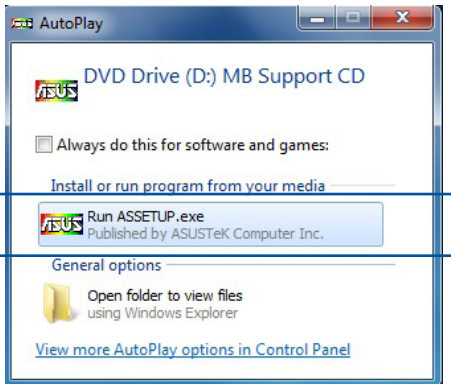 AutoPlay
DVD Drive (D:) MB Support CD
ASUS
Always do this for software and games:
Install or run program from your media
ASUS
Run ASSETUP.exe
Published by ASUSTeK Computer Inc.
General options
Open folder to view files
using Windows Explorer
View more AutoPlay options in Control Panel